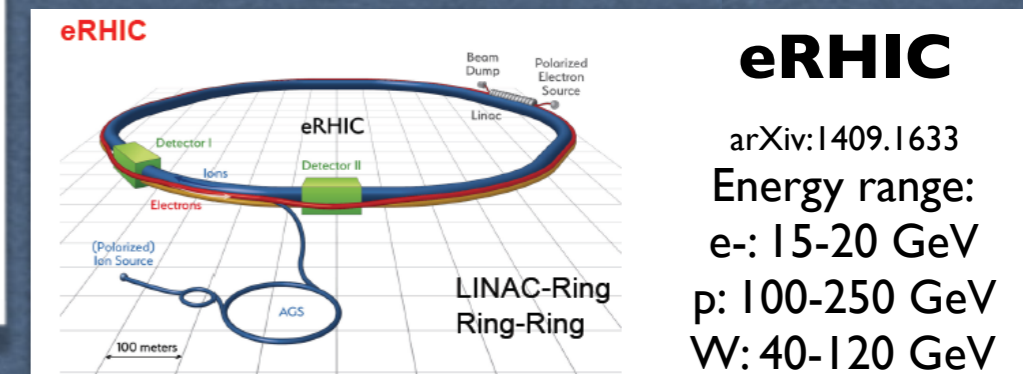 eRHIC
Beam
Dump
Polarized
Electron
Source
Linac
eRHIC
Detector I
Ions
Detector II
Electrons
(Polarized)
Ion Source
AGS
100 meters
LINAC-Ring
Ring-Ring
eRHIC
arXiv:1409.1633
Energy range:
e-: 15-20 GeV
p: 100-250 GeV
W: 40-120 GeV